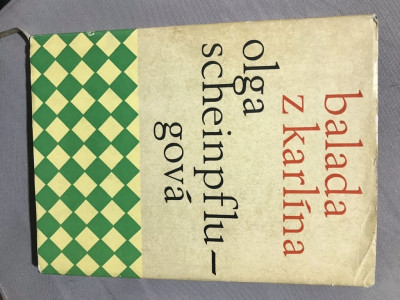 balada
z karlína
olga
scheinpflu-
gová